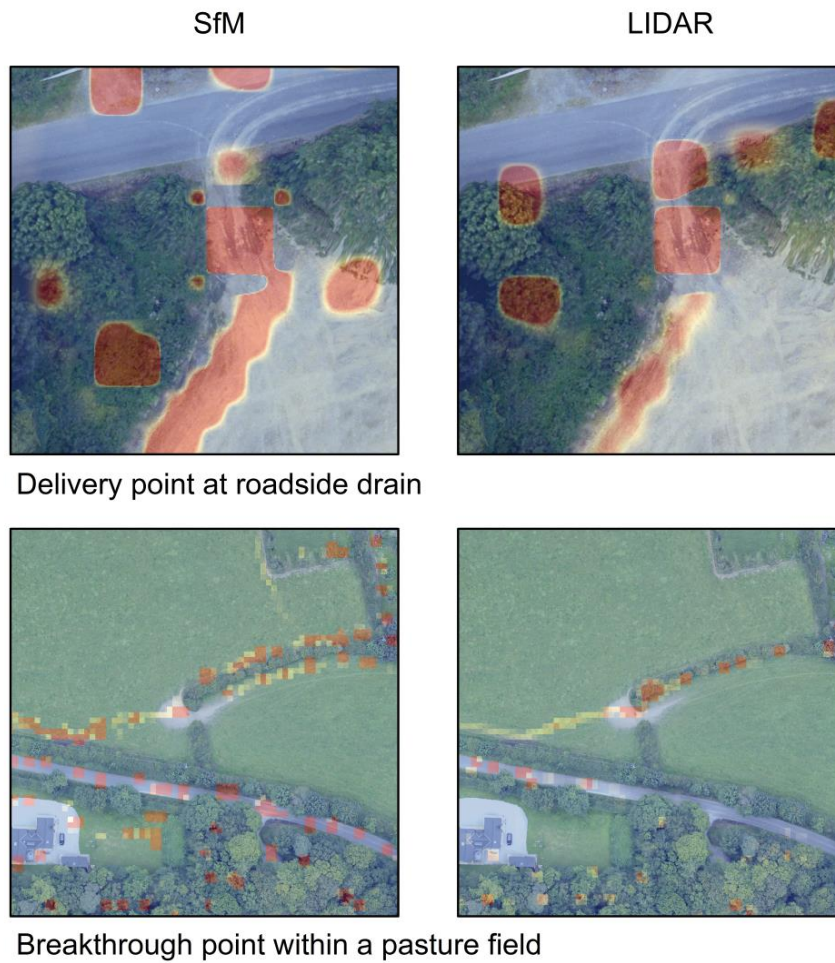 SfM
LIDAR
Delivery point at roadside drain
Breakthrough point within a pasture field